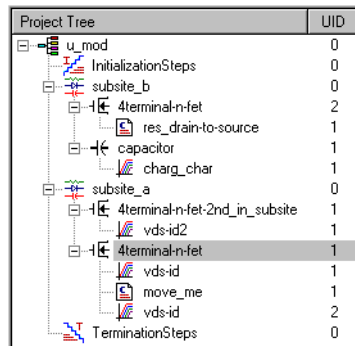 Project Tree UID
u_mod 0
InitializationSteps 0
subsite_b 0
4terminal-n-fet 2
res_drain-to-source 1
capacitor 1
charg_char 1
subsite_a 0
4terminal-n-fet-2nd_in_subsite 1
vds-id2 1
4terminal-n-fet 1
vds-id 1
move_me 1
vds-id 2
TerminationSteps 0